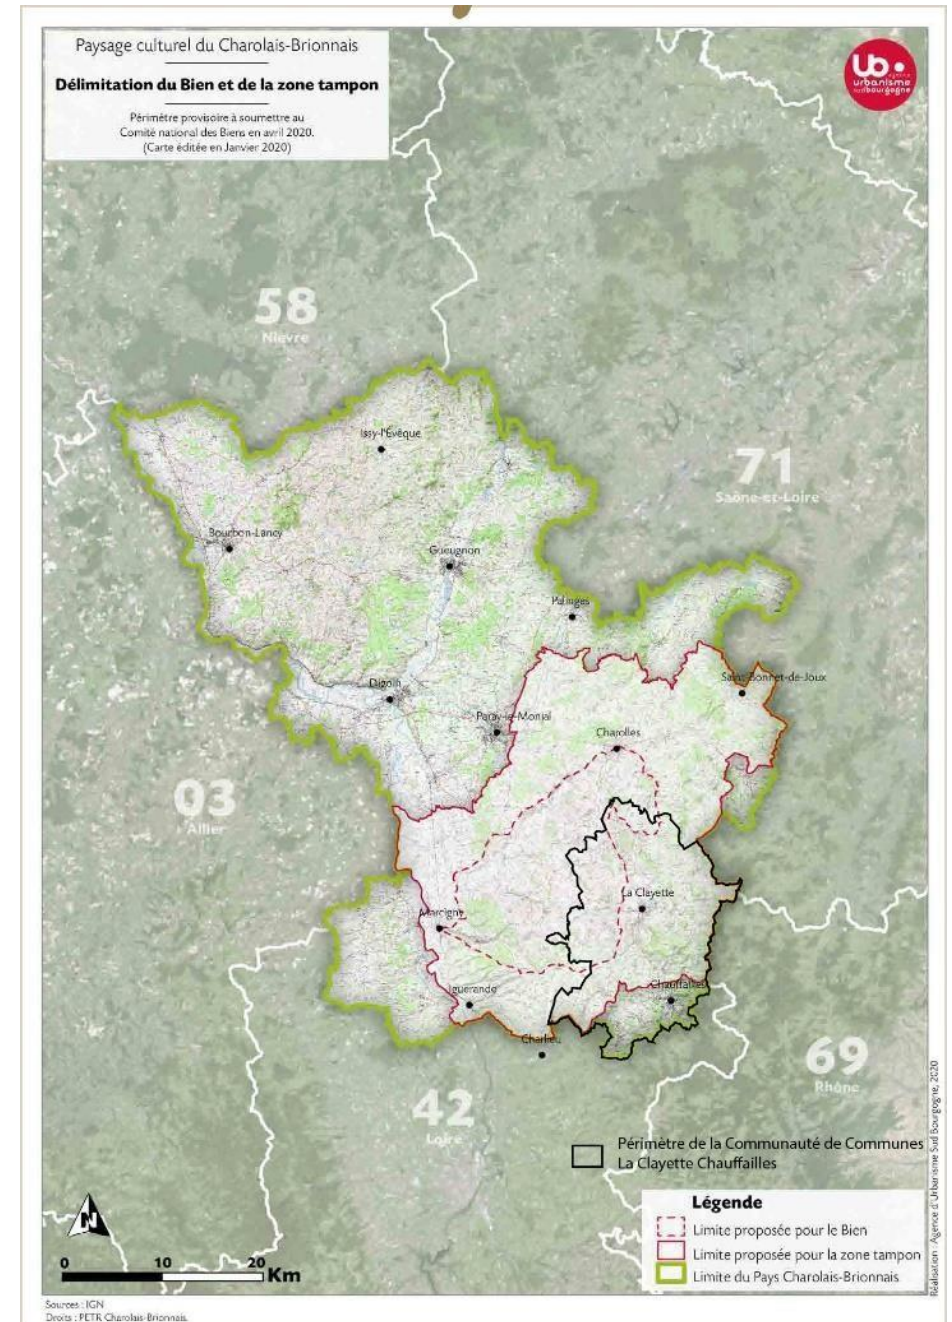 Paysage culturel du Charolais-Brionnais
Délimitation du Bien et de la zone tampon
Périmètre provisoire à soumettre au
Comité national des Biens en avril 2020.
(Carte éditée en Janvier 2020)
Ub
agence
urbanisme
sudbourgogne
58
Nièvre
Issy-l'Évêque
71
Saône-et-Loire
Bourbon-Lancy
Gueugnon
Palinges
Saint-Bonnet-de-Joux
Digoin
Paray-le-Monial
Charolles
03
Allier
La Clayette
Marcigny
Chauffailles
Iguerande
Charlieu
69
Rhône
42
Loire
Périmètre de la Communauté de Communes
La Clayette Chauffailles
Légende
Limite proposée pour le Bien
Limite proposée pour la zone tampon
Limite du Pays Charolais-Brionnais
N
0 10 20 Km
Réalisation : Agence d'Urbanisme Sud Bourgogne, 2020
Sources : IGN
Droits : PETR Charolais-Brionnais.